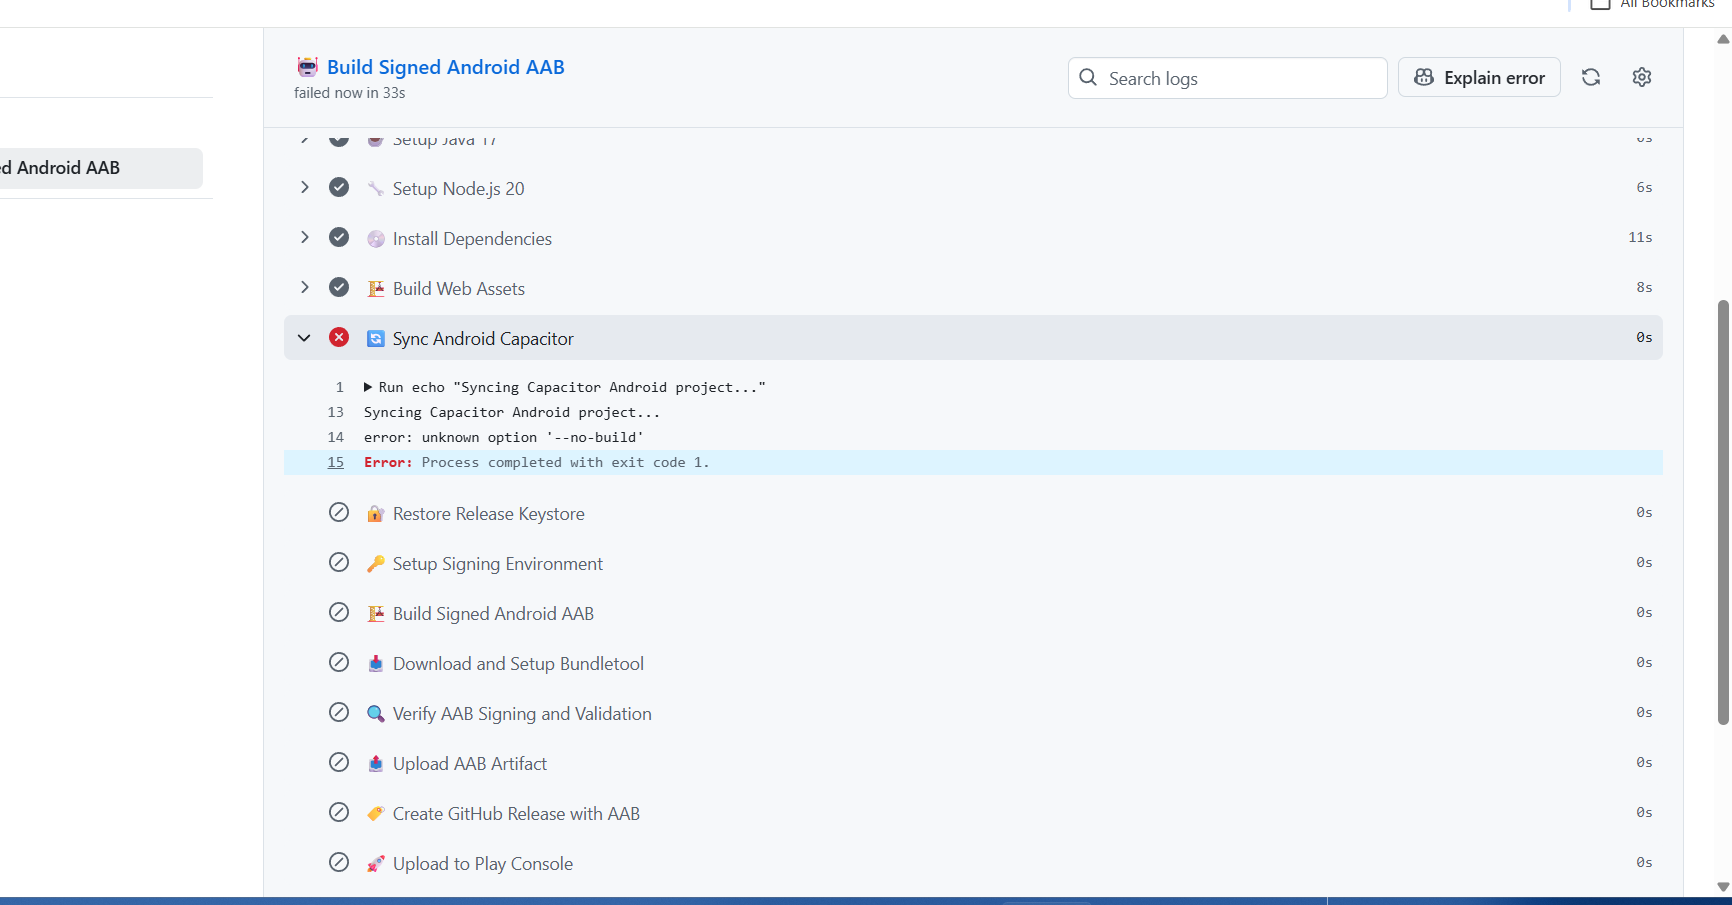 All Bookmarks
Build Signed Android AAB
failed now in 33s
Search logs
Explain error
ed Android AAB
Setup Java 17
Setup Node.js 20 6s
Install Dependencies 11s
Build Web Assets 8s
Sync Android Capacitor 0s
1 Run echo "Syncing Capacitor Android project..."
13 Syncing Capacitor Android project...
14 error: unknown option '--no-build'
15 Error: Process completed with exit code 1.
Restore Release Keystore 0s
Setup Signing Environment 0s
Build Signed Android AAB 0s
Download and Setup Bundletool 0s
Verify AAB Signing and Validation 0s
Upload AAB Artifact 0s
Create GitHub Release with AAB 0s
Upload to Play Console 0s